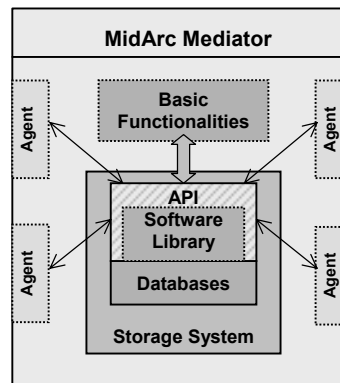 MidArc Mediator
Agent
Agent
Basic
Functionalities
API
Software
Library
Databases
Storage System
Agent
Agent